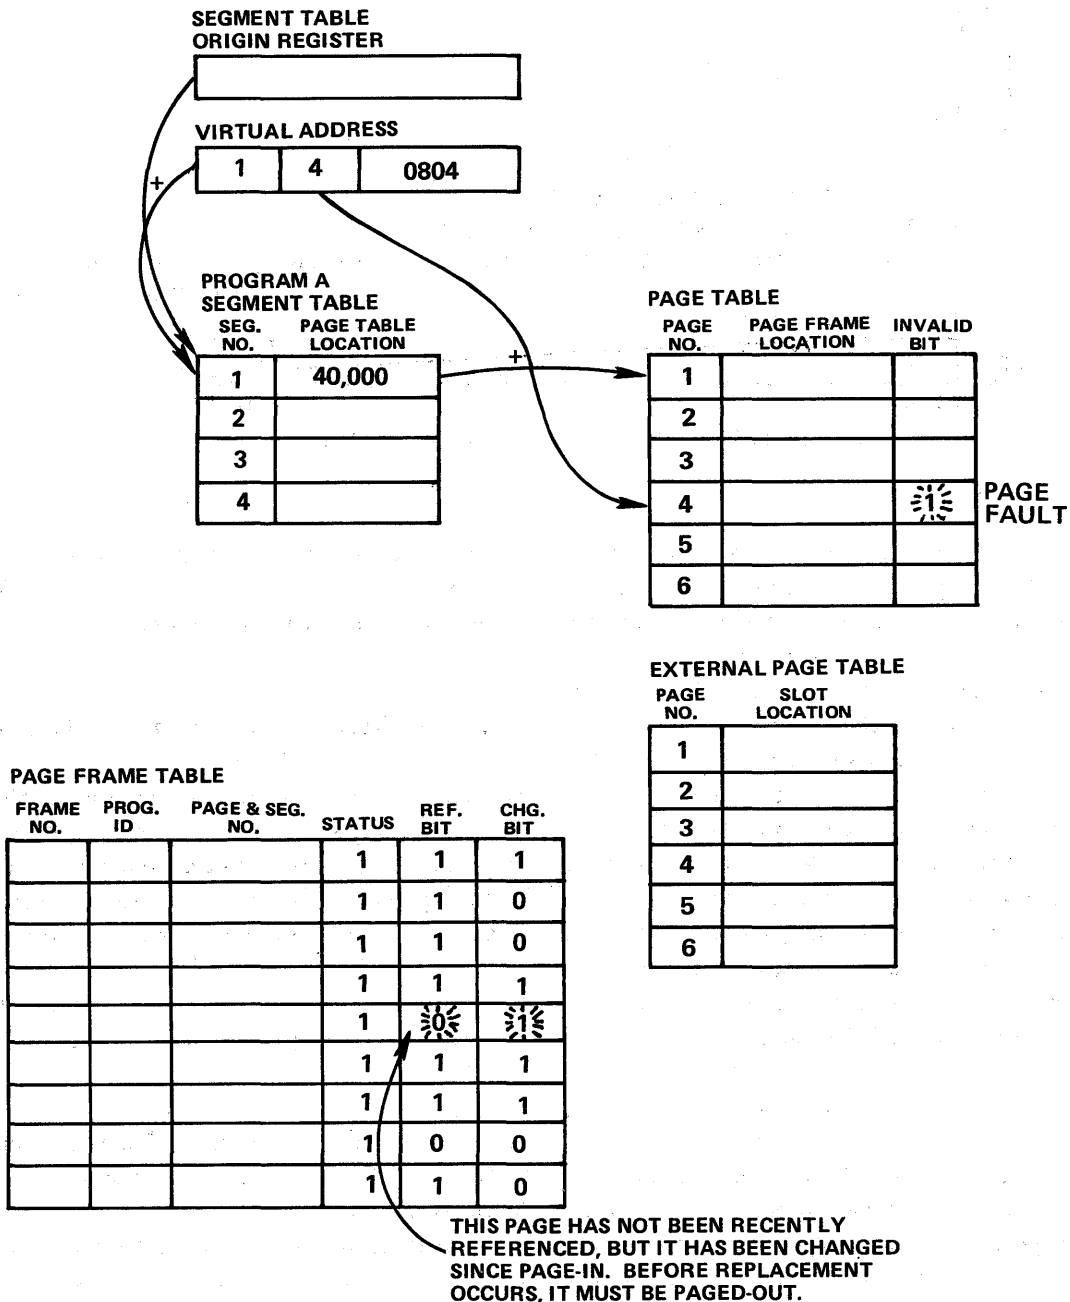 SEGMENT TABLE
ORIGIN REGISTER
VIRTUAL ADDRESS
1 4 0804
+
PROGRAM A
SEGMENT TABLE
SEG. NO. PAGE TABLE LOCATION
1 40,000
2
3
4
+
PAGE TABLE
PAGE NO. PAGE FRAME LOCATION INVALID BIT
1
2
3
4 1
5
6
PAGE
FAULT
EXTERNAL PAGE TABLE
PAGE NO. SLOT LOCATION
1
2
3
4
5
6
PAGE FRAME TABLE
FRAME NO. PROG. ID PAGE & SEG. NO. STATUS REF. BIT CHG. BIT
1 1 1
1 1 0
1 1 0
1 1 1
1 0 1
1 1 1
1 1 1
1 0 0
1 1 0
THIS PAGE HAS NOT BEEN RECENTLY
REFERENCED, BUT IT HAS BEEN CHANGED
SINCE PAGE-IN. BEFORE REPLACEMENT
OCCURS, IT MUST BE PAGED-OUT.